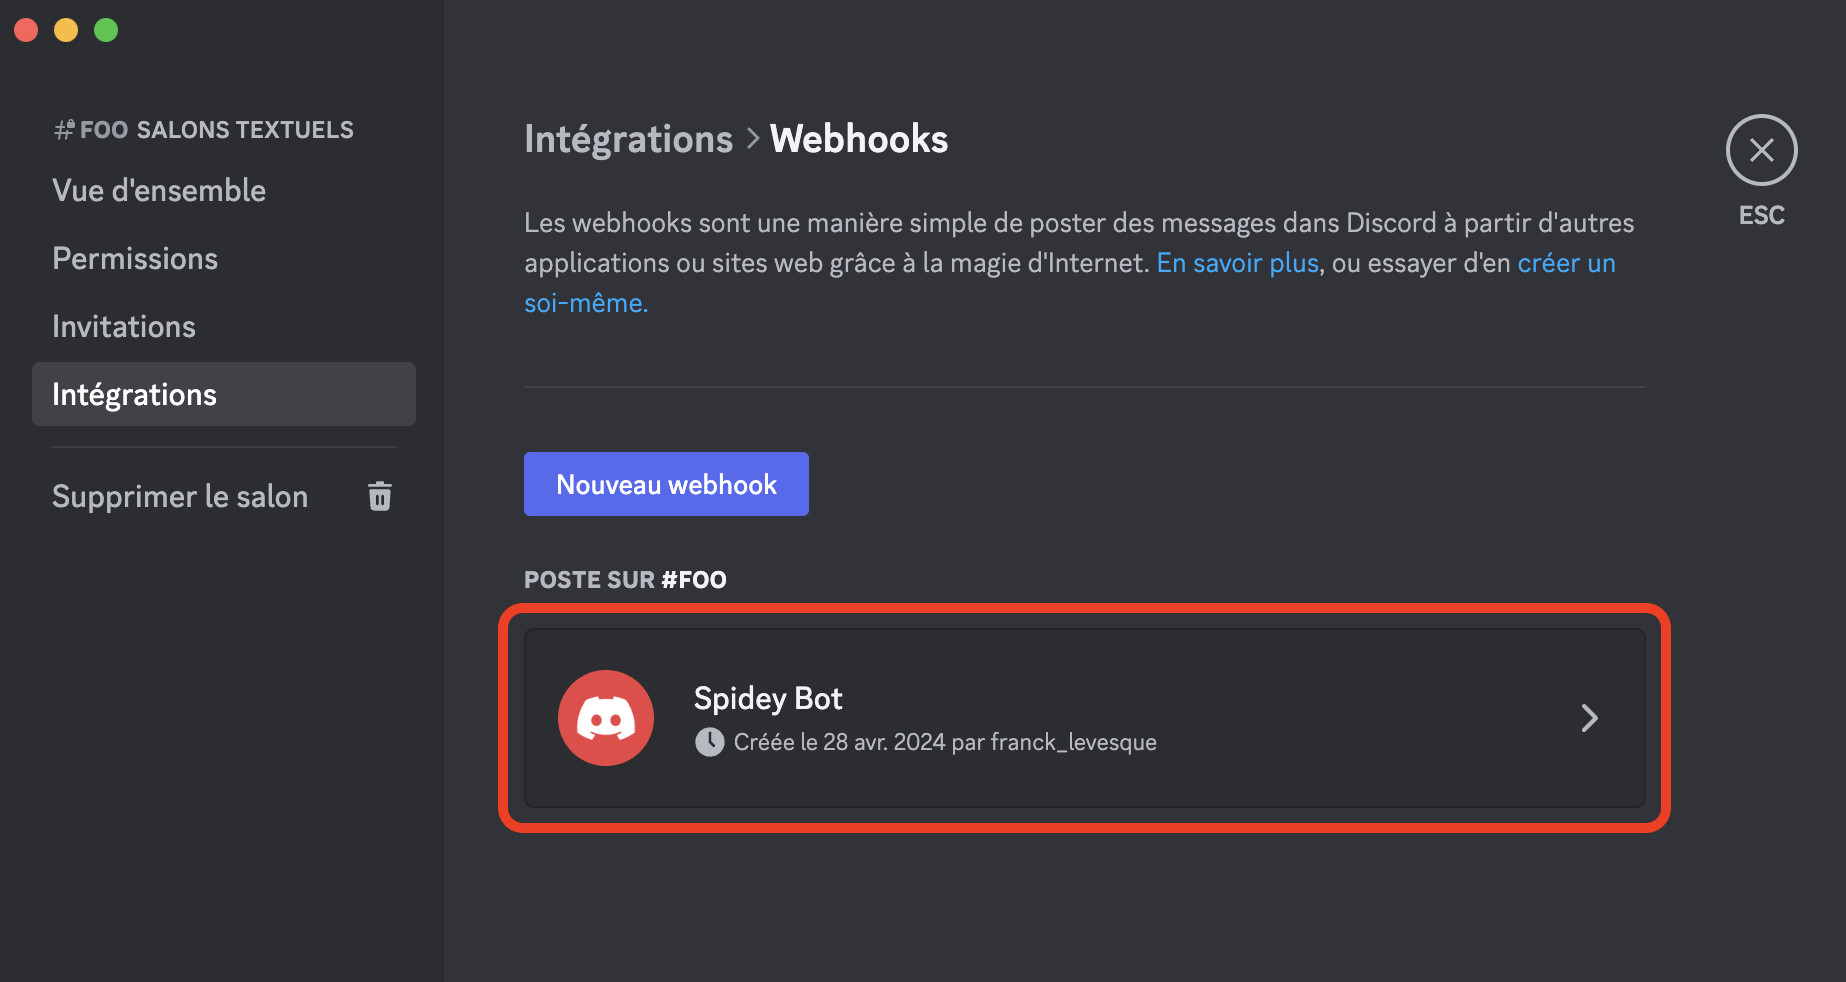 #FOO SALONS TEXTUELS
Vue d'ensemble
Permissions
Invitations
Intégrations
Supprimer le salon
Intégrations > Webhooks
Les webhooks sont une manière simple de poster des messages dans Discord à partir d'autres
applications ou sites web grâce à la magie d'Internet. En savoir plus, ou essayer d'en créer un
soi-même.
ESC
Nouveau webhook
POSTE SUR #FOO
Spidey Bot
Créée le 28 avr. 2024 par franck_levesque